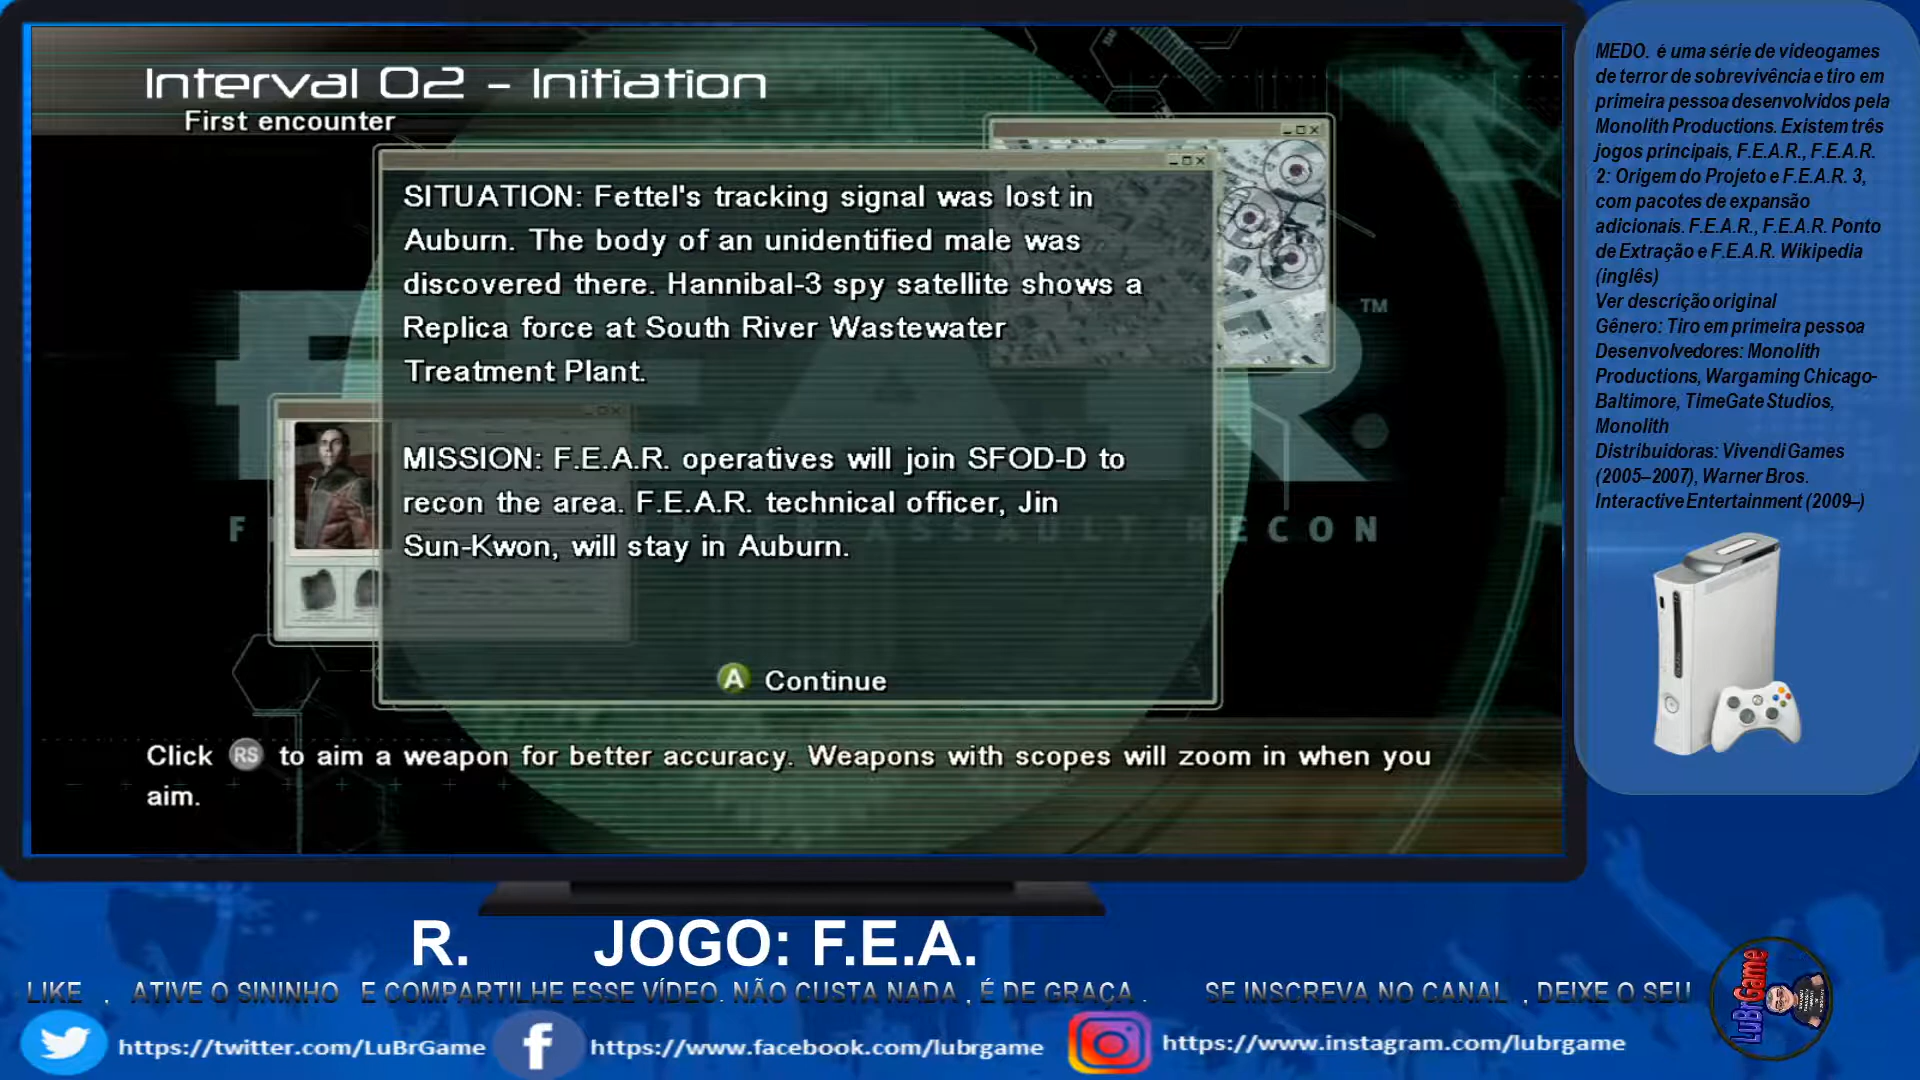 Interval 02 - Initiation
First encounter
SITUATION: Fettel's tracking signal was lost in
Auburn. The body of an unidentified male was
discovered there. Hannibal-3 spy satellite shows a
Replica force at South River Wastewater
Treatment Plant.
MISSION: F.E.A.R. operatives will join SFOD-D to
recon the area. F.E.A.R. technical officer, Jin
Sun-Kwon, will stay in Auburn.
A Continue
TM
ASSAULT RECON
Click RS to aim a weapon for better accuracy. Weapons with scopes will zoom in when you
aim.
MEDO. é uma série de videogames
de terror de sobrevivência e tiro em
primeira pessoa desenvolvidos pela
Monolith Productions. Existem três
jogos principais, F.E.A.R., F.E.A.R.
2: Origem do Projeto e F.E.A.R. 3,
com pacotes de expansão
adicionais. F.E.A.R., F.E.A.R. Ponto
de Extração e F.E.A.R. Wikipedia
(inglês)
Ver descrição original
Gênero: Tiro em primeira pessoa
Desenvolvedores: Monolith
Productions, Wargaming Chicago-
Baltimore, TimeGate Studios,
Monolith
Distribuidoras: Vivendi Games
(2005–2007), Warner Bros.
Interactive Entertainment (2009–)
R. JOGO: F.E.A.
LIKE , ATIVE O SININHO E COMPARTILHE ESSE VÍDEO. NÃO CUSTA NADA , É DE GRAÇA . SE INSCREVA NO CANAL , DEIXE O SEU
https://twitter.com/LuBrGame
https://www.facebook.com/lubrgame
https://www.instagram.com/lubrgame
LuBrGame